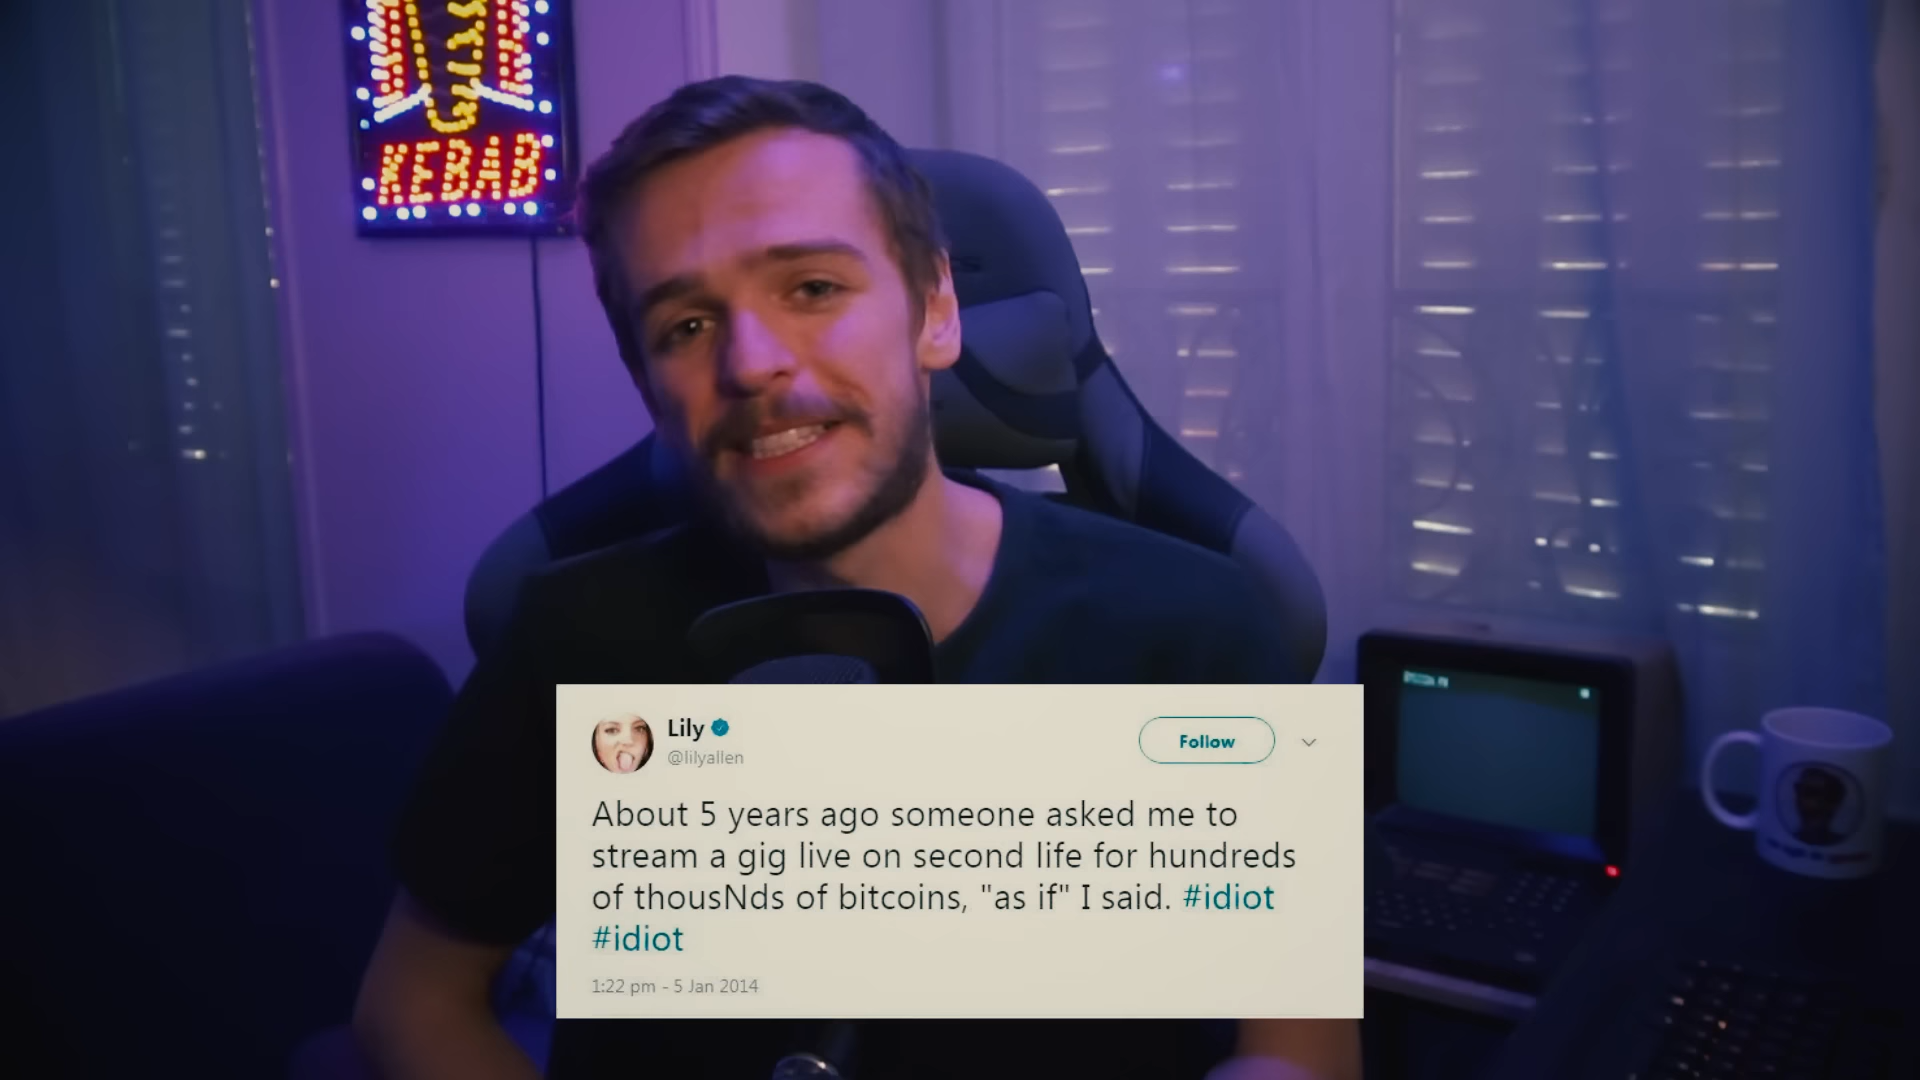 KEBAB
Lily
@lilyallen
Follow
About 5 years ago someone asked me to
stream a gig live on second life for hundreds
of thousNds of bitcoins, "as if" I said. #idiot
#idiot
1:22 pm - 5 Jan 2014